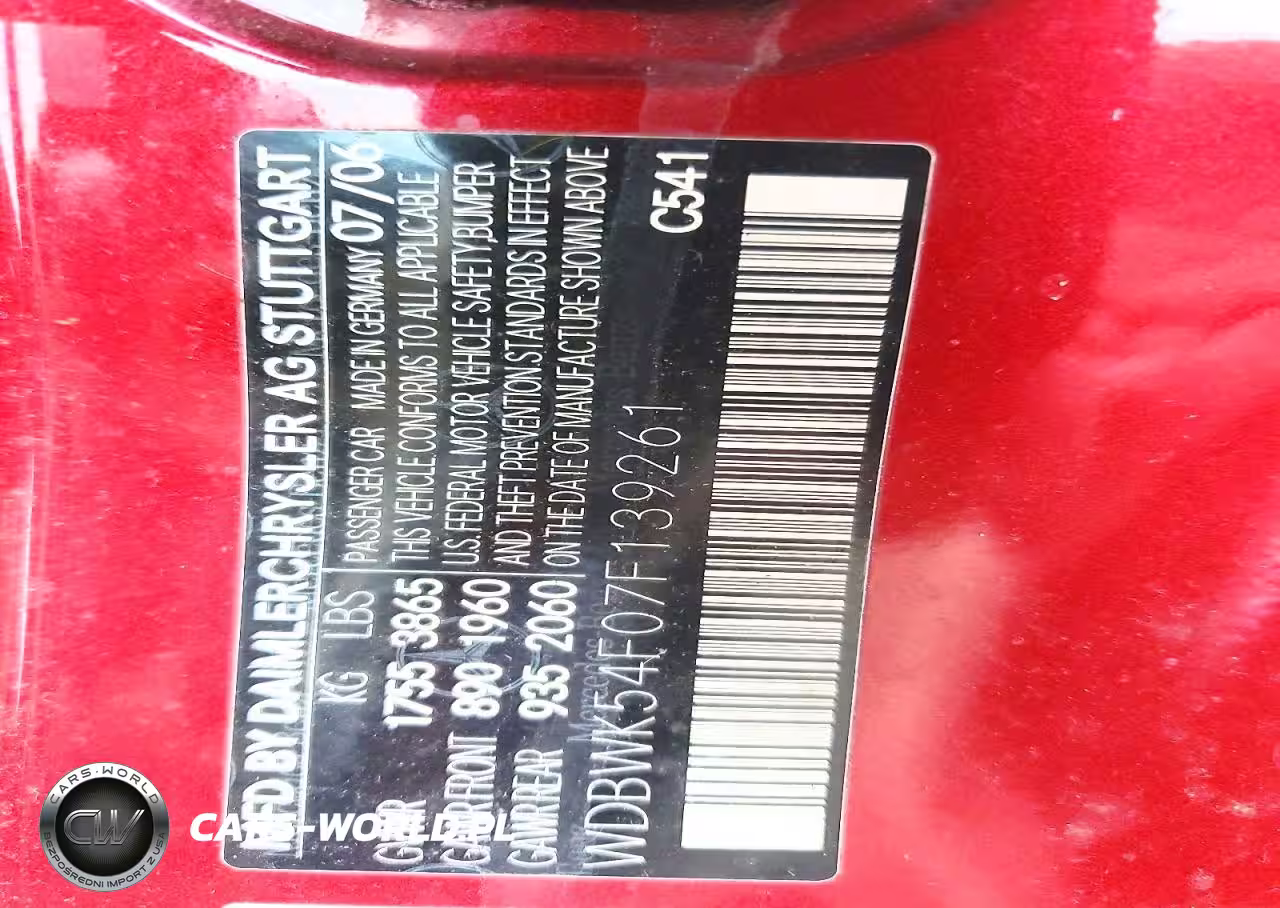 MFD BY DAIMLERCHRYSLER AG STUTTGART
KG LBS
GVWR 1755 3865
GAWR FRONT 890 1960
GAWR REAR 935 2060
PASSENGER CAR MADE IN GERMANY 07/06
THIS VEHICLE CONFORMS TO ALL APPLICABLE
U.S. FEDERAL MOTOR VEHICLE SAFETY,BUMPER
AND THEFT PREVENTION STANDARDS IN EFFECT
ON THE DATE OF MANUFACTURE SHOWN ABOVE
WDBWK54F07F139261
C541
CARS-WORLD
CW
BEZPOŚREDNI IMPORT Z USA
CARS-WORLD.PL